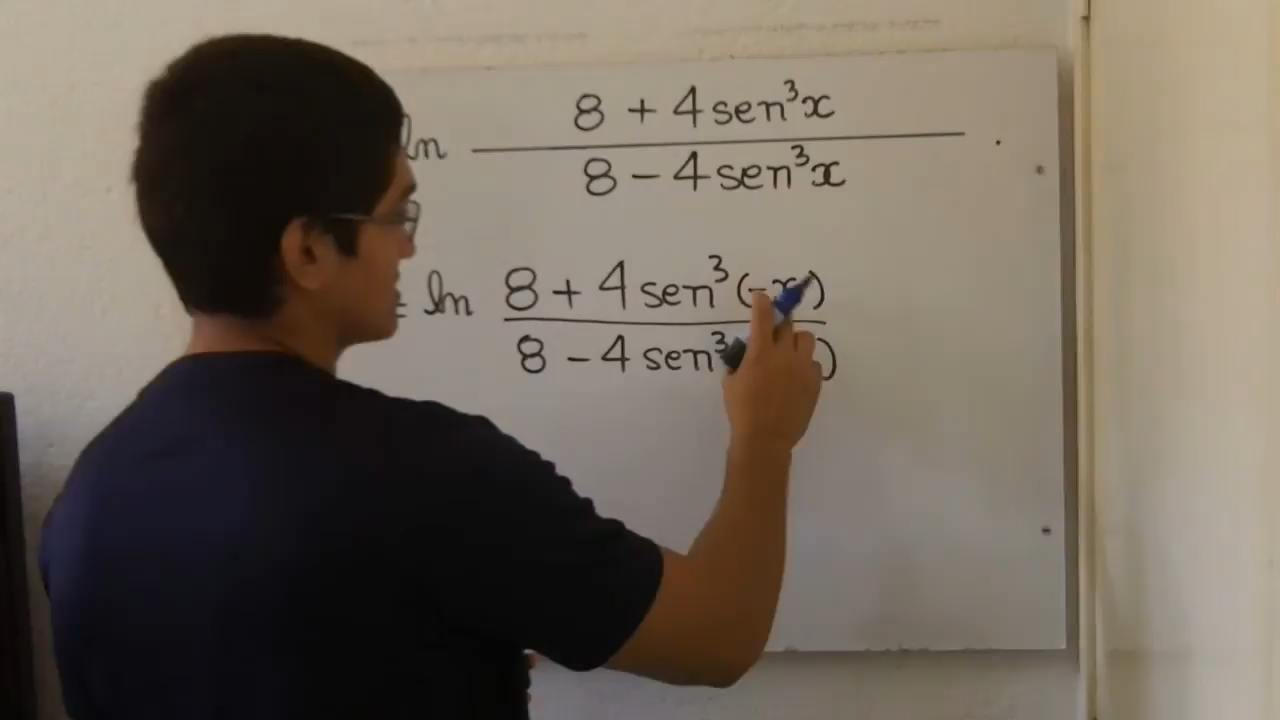 ln (8 + 4 sen³x) / (8 − 4 sen³x) .
= ln (8 + 4 sen³(−x)) / (8 − 4 sen³ )